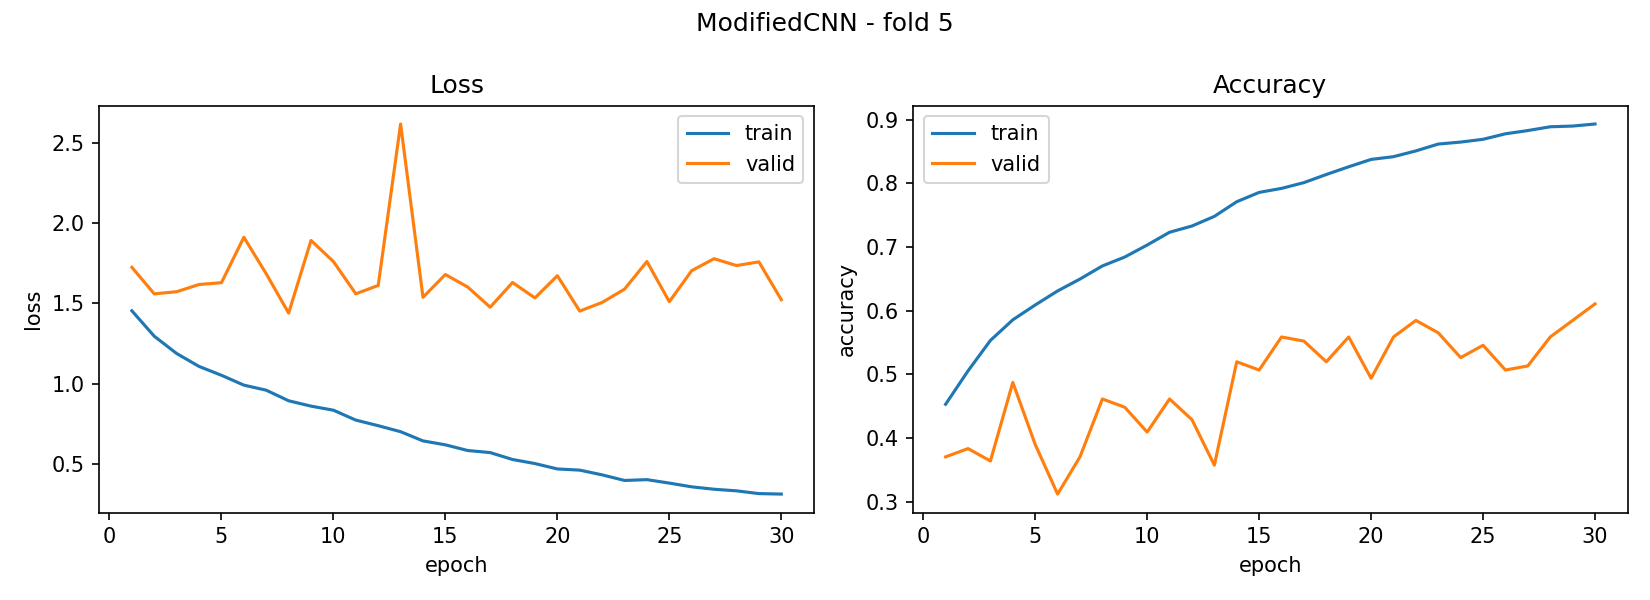 ModifiedCNN - fold 5
Loss
train
valid
2.5
2.0
1.5
1.0
0.5
loss
0 5 10 15 20 25 30
epoch
Accuracy
train
valid
0.9
0.8
0.7
0.6
0.5
0.4
0.3
accuracy
0 5 10 15 20 25 30
epoch